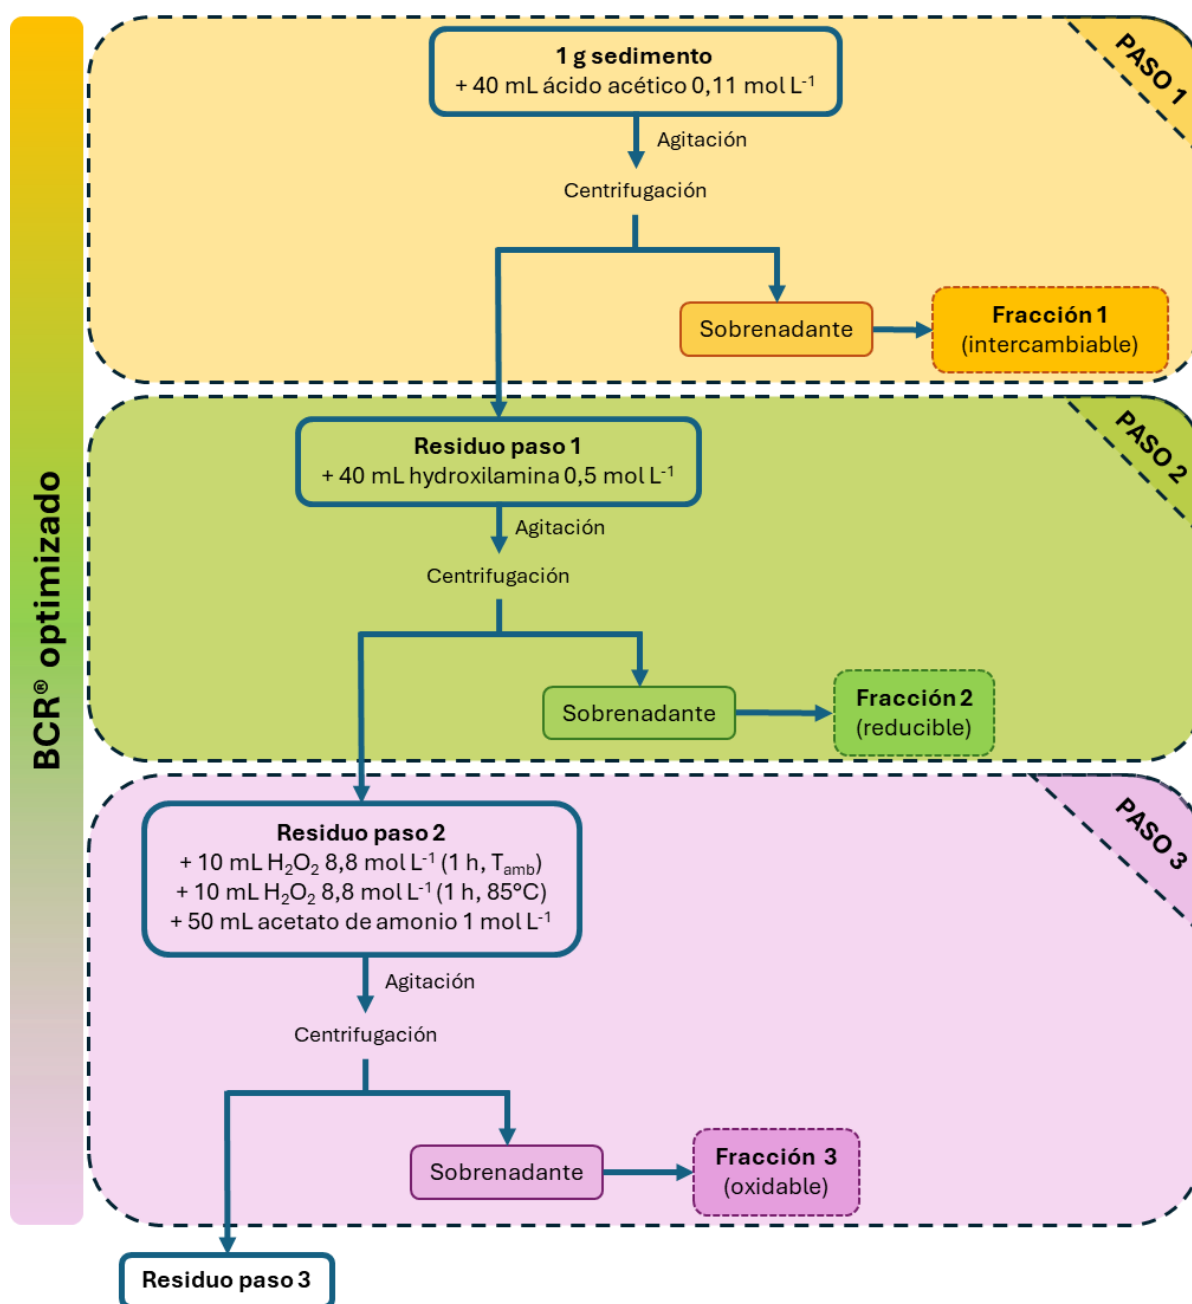 BCR® optimizado
PASO 1
1 g sedimento
+ 40 mL ácido acético 0,11 mol L⁻¹
Agitación
Centrifugación
Sobrenadante
Fracción 1
(intercambiable)
PASO 2
Residuo paso 1
+ 40 mL hydroxilamina 0,5 mol L⁻¹
Agitación
Centrifugación
Sobrenadante
Fracción 2
(reducible)
PASO 3
Residuo paso 2
+ 10 mL H₂O₂ 8,8 mol L⁻¹ (1 h, Tamb)
+ 10 mL H₂O₂ 8,8 mol L⁻¹ (1 h, 85°C)
+ 50 mL acetato de amonio 1 mol L⁻¹
Agitación
Centrifugación
Sobrenadante
Fracción 3
(oxidable)
Residuo paso 3